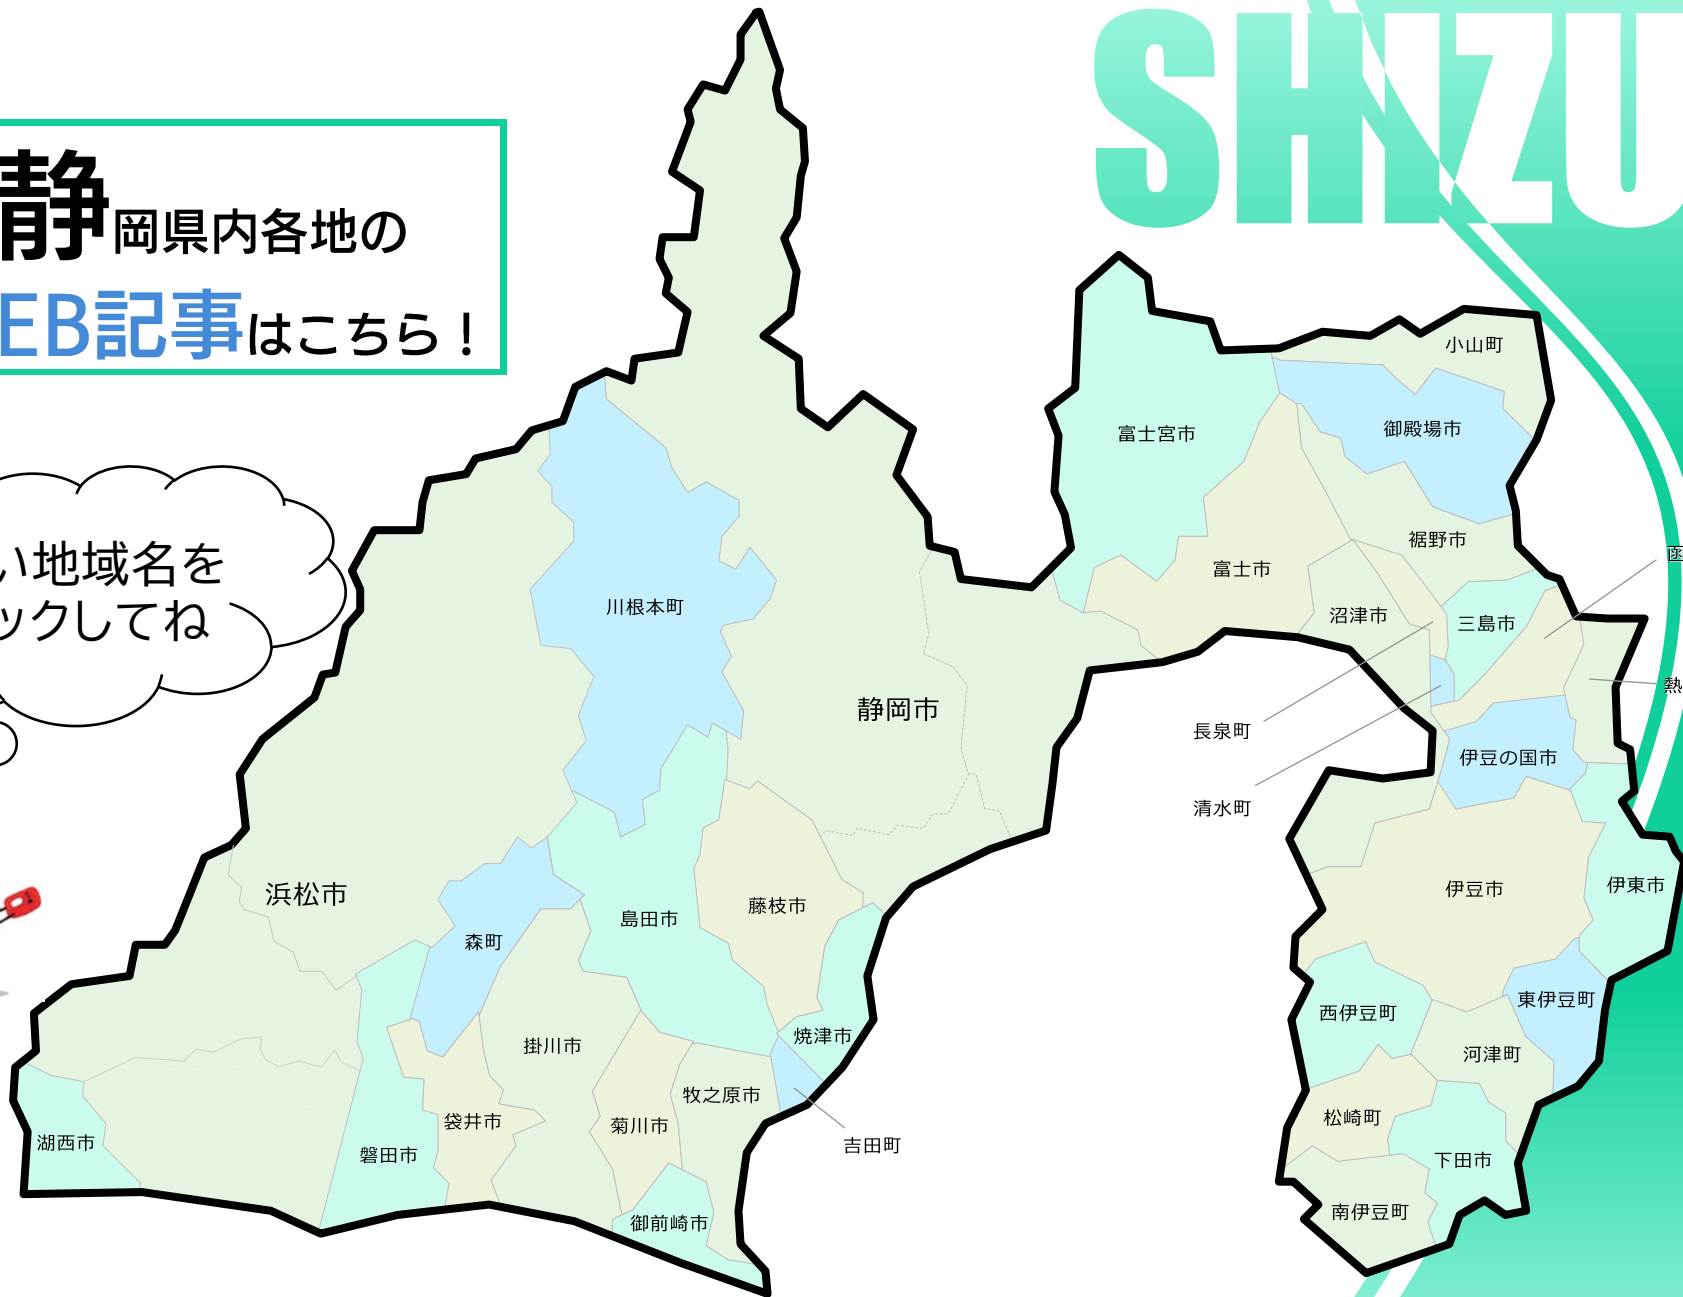 SHIZU
静岡県内各地の
EB記事はこちら！
い地域名を
ックしてね
小山町
御殿場市
富士宮市
裾野市
函
富士市
沼津市
三島市
川根本町
熱
静岡市
長泉町
伊豆の国市
清水町
浜松市
伊豆市
伊東市
藤枝市
島田市
森町
東伊豆町
西伊豆町
焼津市
掛川市
河津町
牧之原市
松崎町
袋井市
菊川市
湖西市
吉田町
磐田市
下田市
南伊豆町
御前崎市